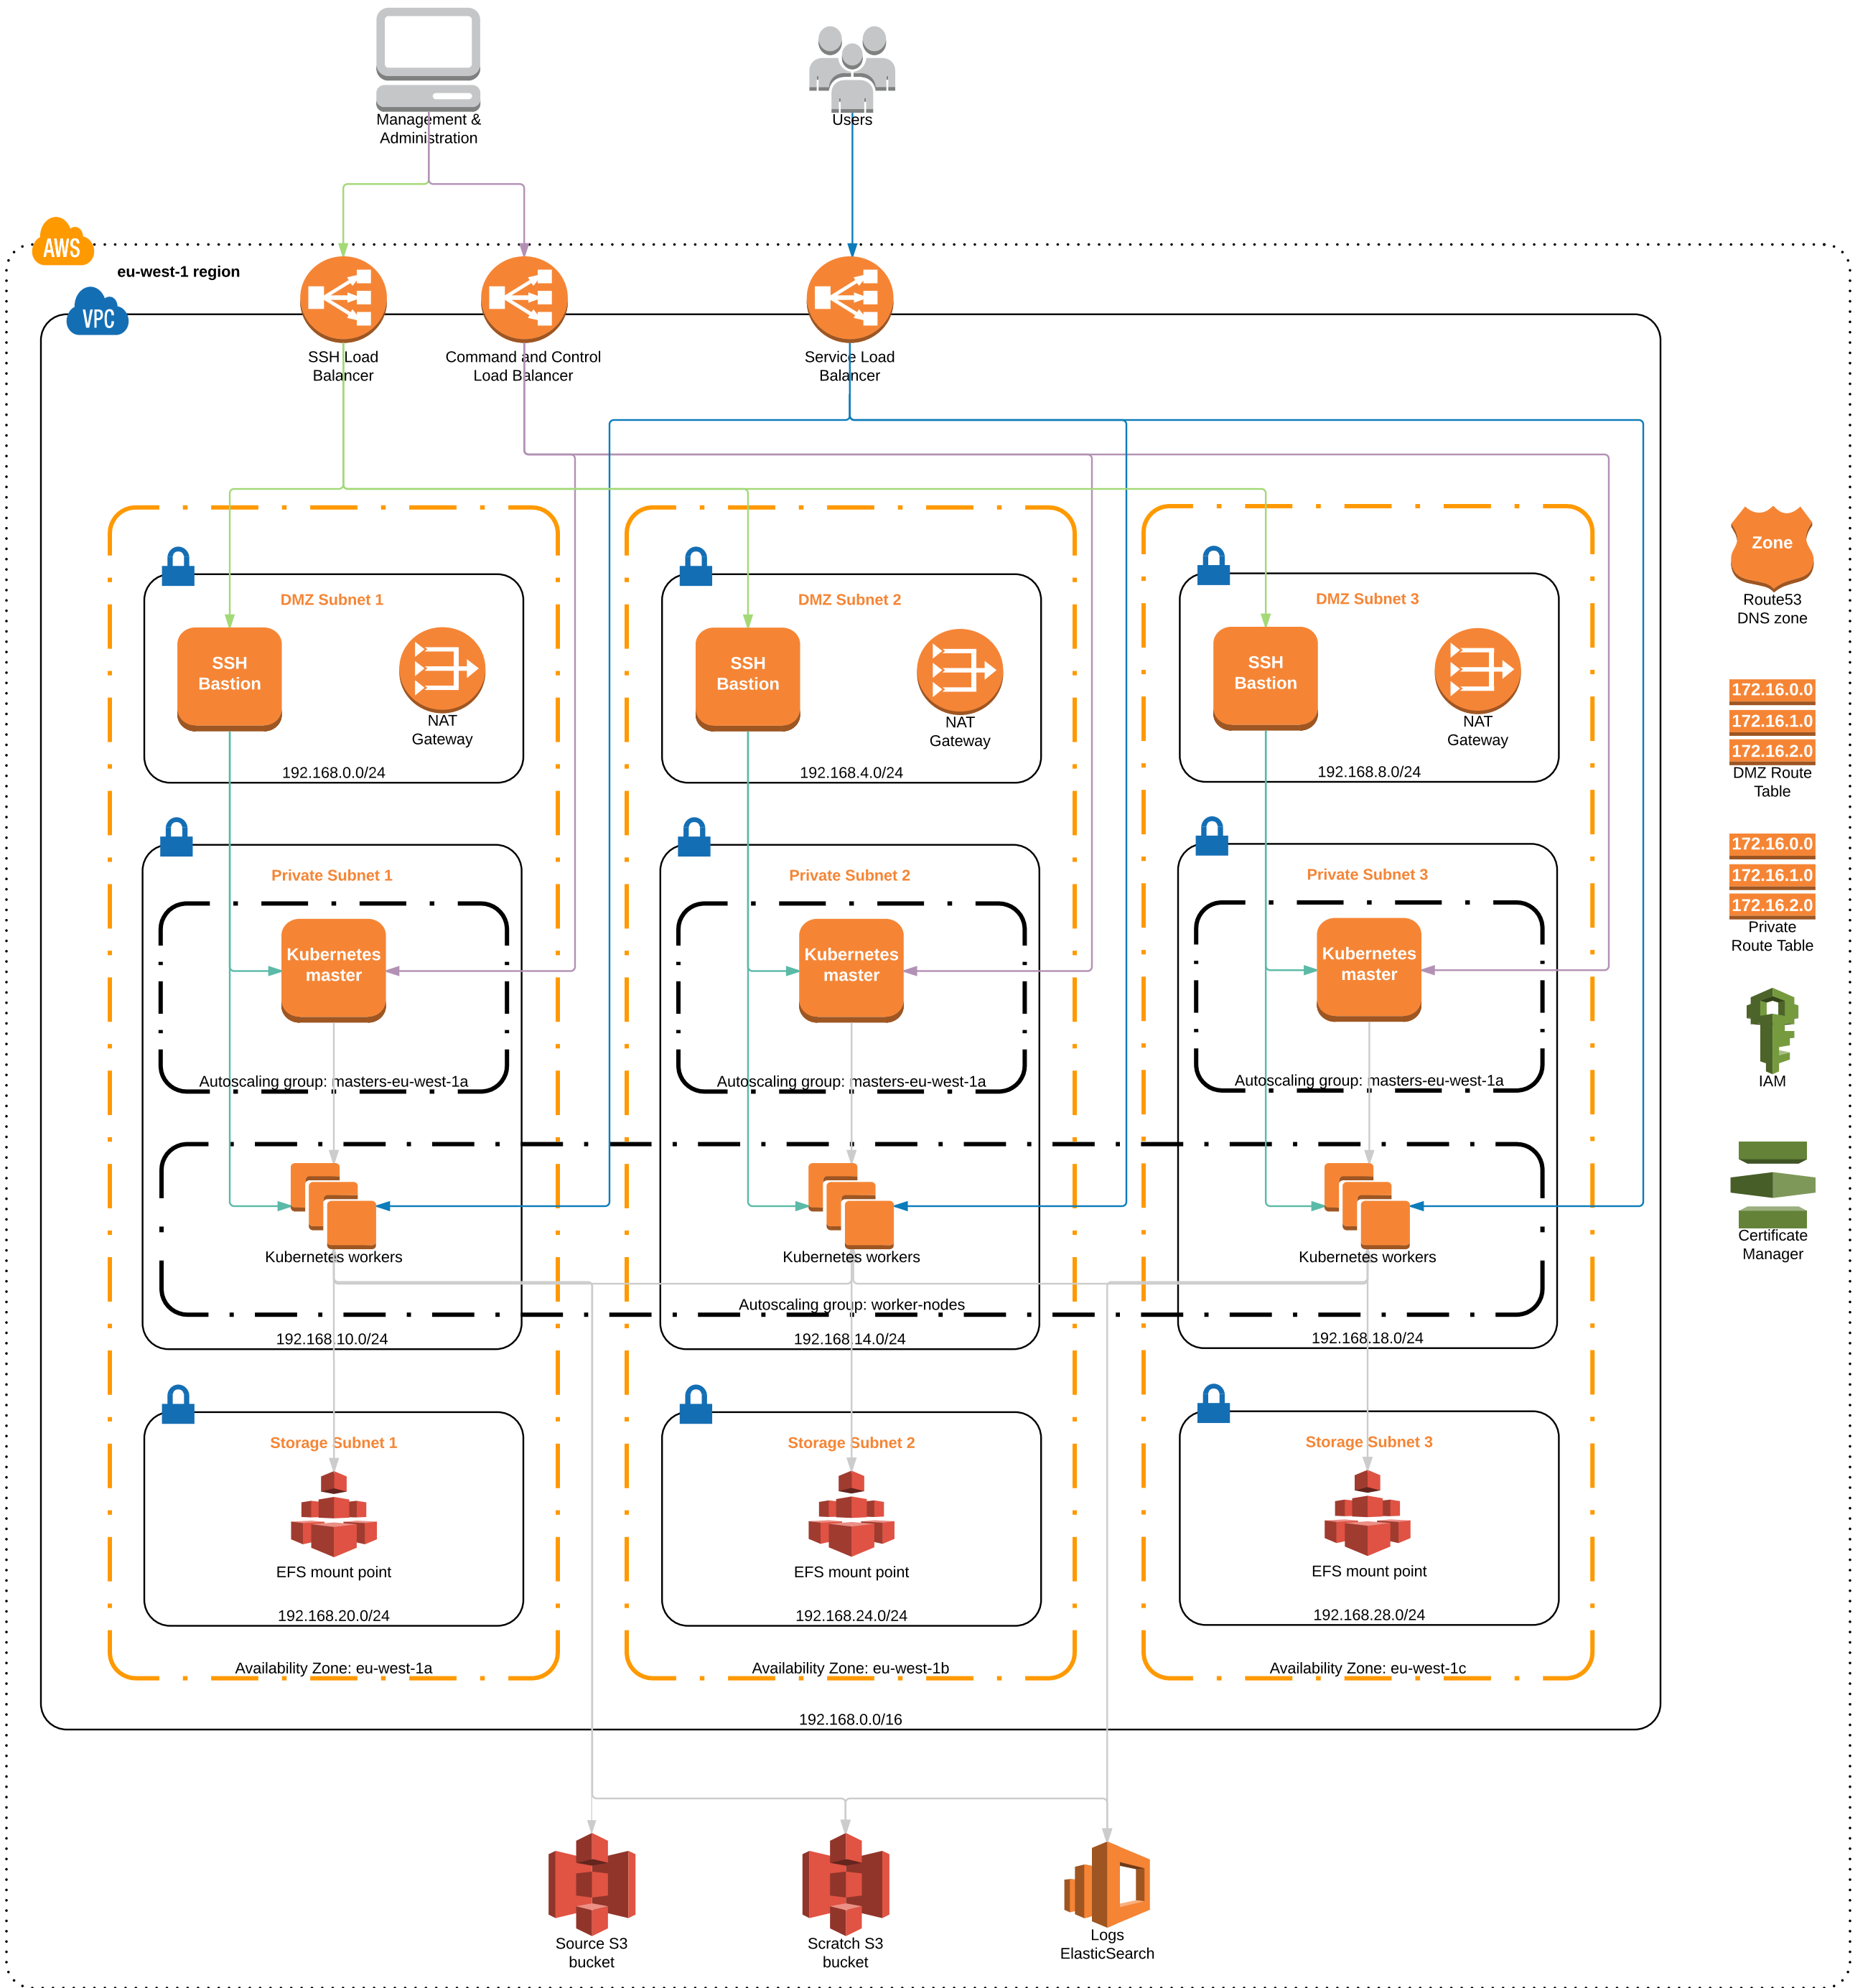 Management &
Administration
Users
AWS
eu-west-1 region
VPC
SSH Load
Balancer
Command and Control
Load Balancer
Service Load
Balancer
DMZ Subnet 1
SSH
Bastion
NAT
Gateway
192.168.0.0/24
DMZ Subnet 2
SSH
Bastion
NAT
Gateway
192.168.4.0/24
DMZ Subnet 3
SSH
Bastion
NAT
Gateway
192.168.8.0/24
Private Subnet 1
Kubernetes
master
Autoscaling group: masters-eu-west-1a
Private Subnet 2
Kubernetes
master
Autoscaling group: masters-eu-west-1a
Private Subnet 3
Kubernetes
master
Autoscaling group: masters-eu-west-1a
Kubernetes workers
Kubernetes workers
Kubernetes workers
Autoscaling group: worker-nodes
192.168.10.0/24
192.168.14.0/24
192.168.18.0/24
Storage Subnet 1
EFS mount point
192.168.20.0/24
Storage Subnet 2
EFS mount point
192.168.24.0/24
Storage Subnet 3
EFS mount point
192.168.28.0/24
Availability Zone: eu-west-1a
Availability Zone: eu-west-1b
Availability Zone: eu-west-1c
192.168.0.0/16
Source S3
bucket
Scratch S3
bucket
Logs
ElasticSearch
Zone
Route53
DNS zone
172.16.0.0
172.16.1.0
172.16.2.0
DMZ Route
Table
172.16.0.0
172.16.1.0
172.16.2.0
Private
Route Table
IAM
Certificate
Manager